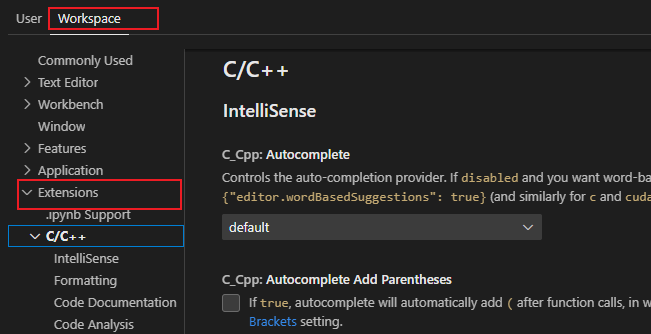 User Workspace
Commonly Used
Text Editor
Workbench
Window
Features
Application
Extensions
.ipynb Support
C/C++
IntelliSense
Formatting
Code Documentation
Code Analysis
C/C++
IntelliSense
C_Cpp: Autocomplete
Controls the auto-completion provider. If disabled and you want word-ba
{"editor.wordBasedSuggestions": true} (and similarly for c and cuda
default
C_Cpp: Autocomplete Add Parentheses
If true, autocomplete will automatically add ( after function calls, in w
Brackets setting.